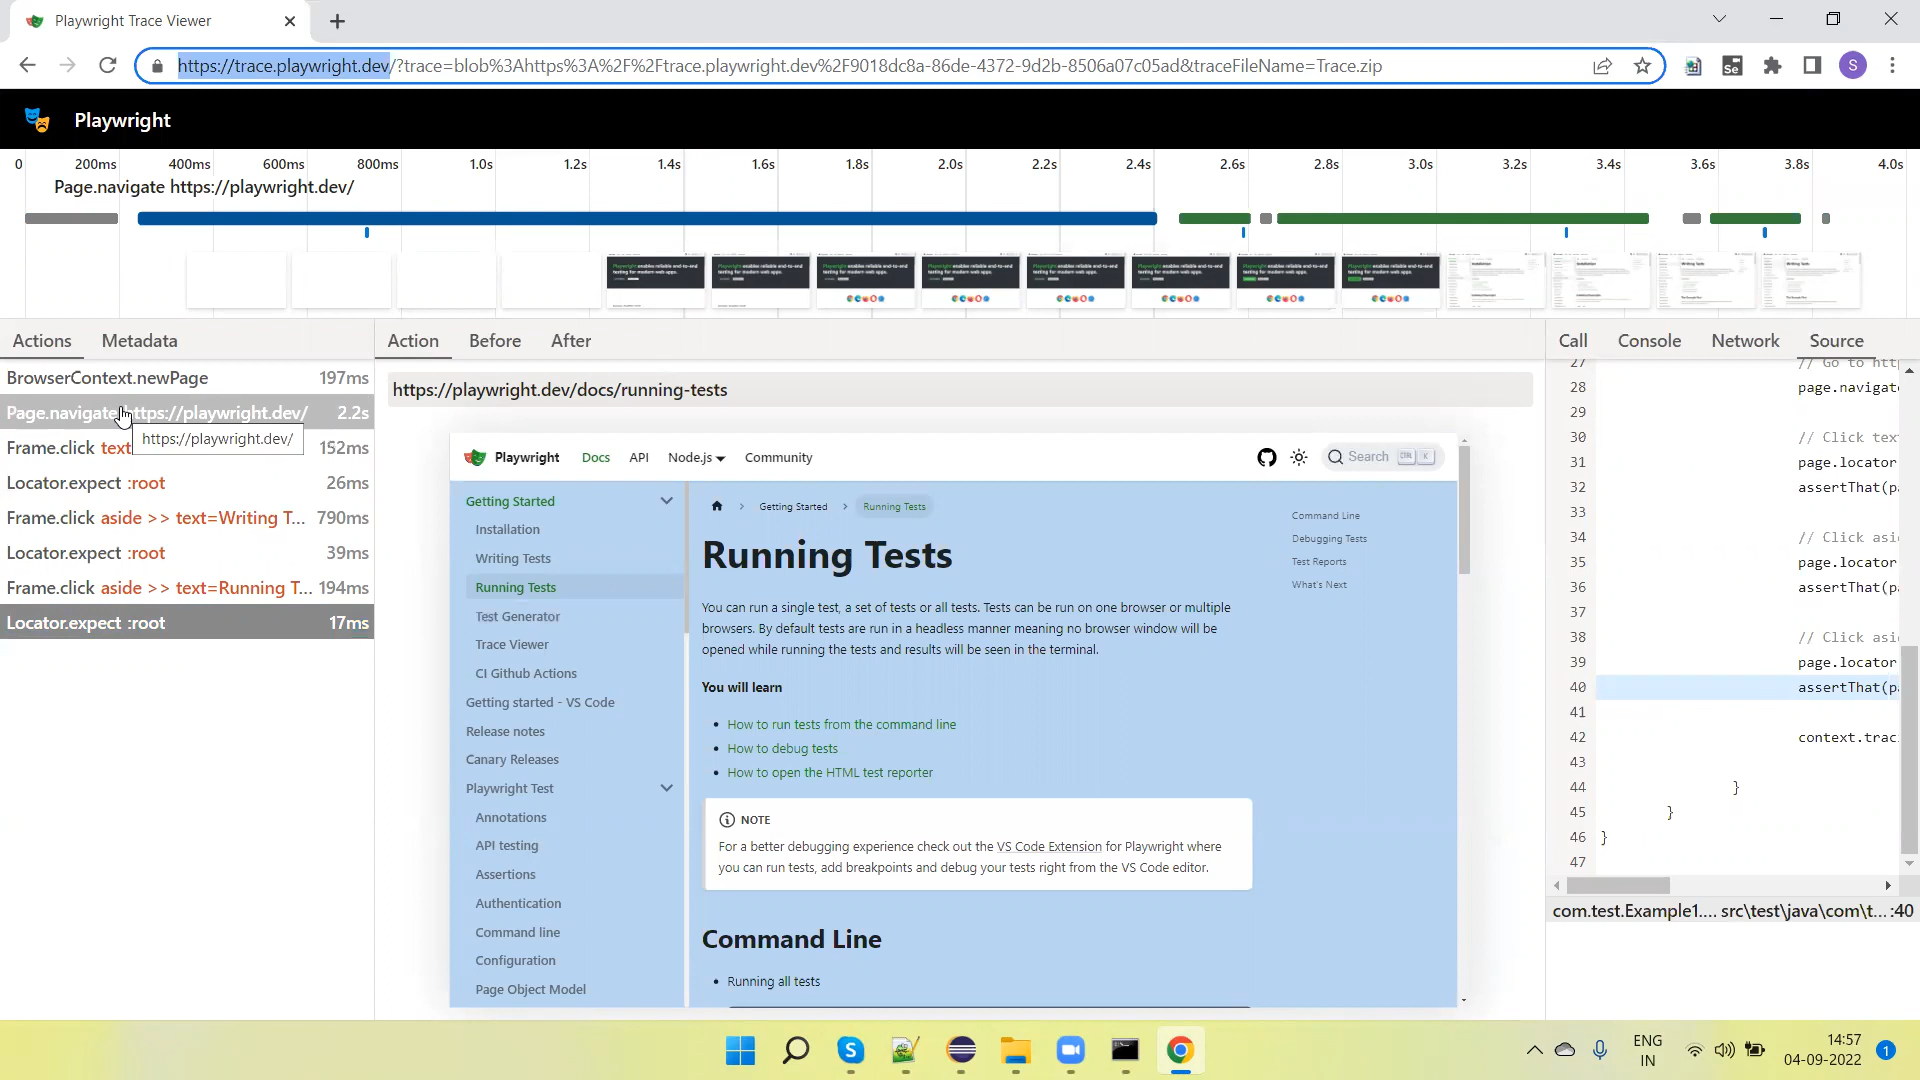 Playwright Trace Viewer
https://trace.playwright.dev/?trace=blob%3Ahttps%3A%2F%2Ftrace.playwright.dev%2F9018dc8a-86de-4372-9d2b-8506a07c05ad&traceFileName=Trace.zip
Se
S
Playwright
0 200ms 400ms 600ms 800ms 1.0s 1.2s 1.4s 1.6s 1.8s 2.0s 2.2s 2.4s 2.6s 2.8s 3.0s 3.2s 3.4s 3.6s 3.8s 4.0s
Page.navigate https://playwright.dev/
Actions Metadata
BrowserContext.newPage 197ms
Page.navigate https://playwright.dev/ 2.2s
https://playwright.dev/
Frame.click text 152ms
Locator.expect :root 26ms
Frame.click aside >> text=Writing T... 790ms
Locator.expect :root 39ms
Frame.click aside >> text=Running T... 194ms
Locator.expect :root 17ms
Action Before After
https://playwright.dev/docs/running-tests
Playwright Docs API Node.js Community Search
Getting Started
Installation
Writing Tests
Running Tests
Test Generator
Trace Viewer
CI Github Actions
Getting started - VS Code
Release notes
Canary Releases
Playwright Test
Annotations
API testing
Assertions
Authentication
Command line
Configuration
Page Object Model
Getting Started Running Tests
Running Tests
You can run a single test, a set of tests or all tests. Tests can be run on one browser or multiple
browsers. By default tests are run in a headless manner meaning no browser window will be
opened while running the tests and results will be seen in the terminal.
You will learn
How to run tests from the command line
How to debug tests
How to open the HTML test reporter
NOTE
For a better debugging experience check out the VS Code Extension for Playwright where
you can run tests, add breakpoints and debug your tests right from the VS Code editor.
Command Line
Running all tests
Command Line
Debugging Tests
Test Reports
What's Next
Call Console Network Source
27 // Go to htt
28 page.navigate
29
30 // Click tex
31 page.locator
32 assertThat(pa
33
34 // Click asi
35 page.locator
36 assertThat(pa
37
38 // Click asi
39 page.locator
40 assertThat(pa
41
42 context.trac
43
44 }
45 }
46 }
47
com.test.Example1.... src\test\java\com\t... :40
ENG
IN
14:57
04-09-2022
1